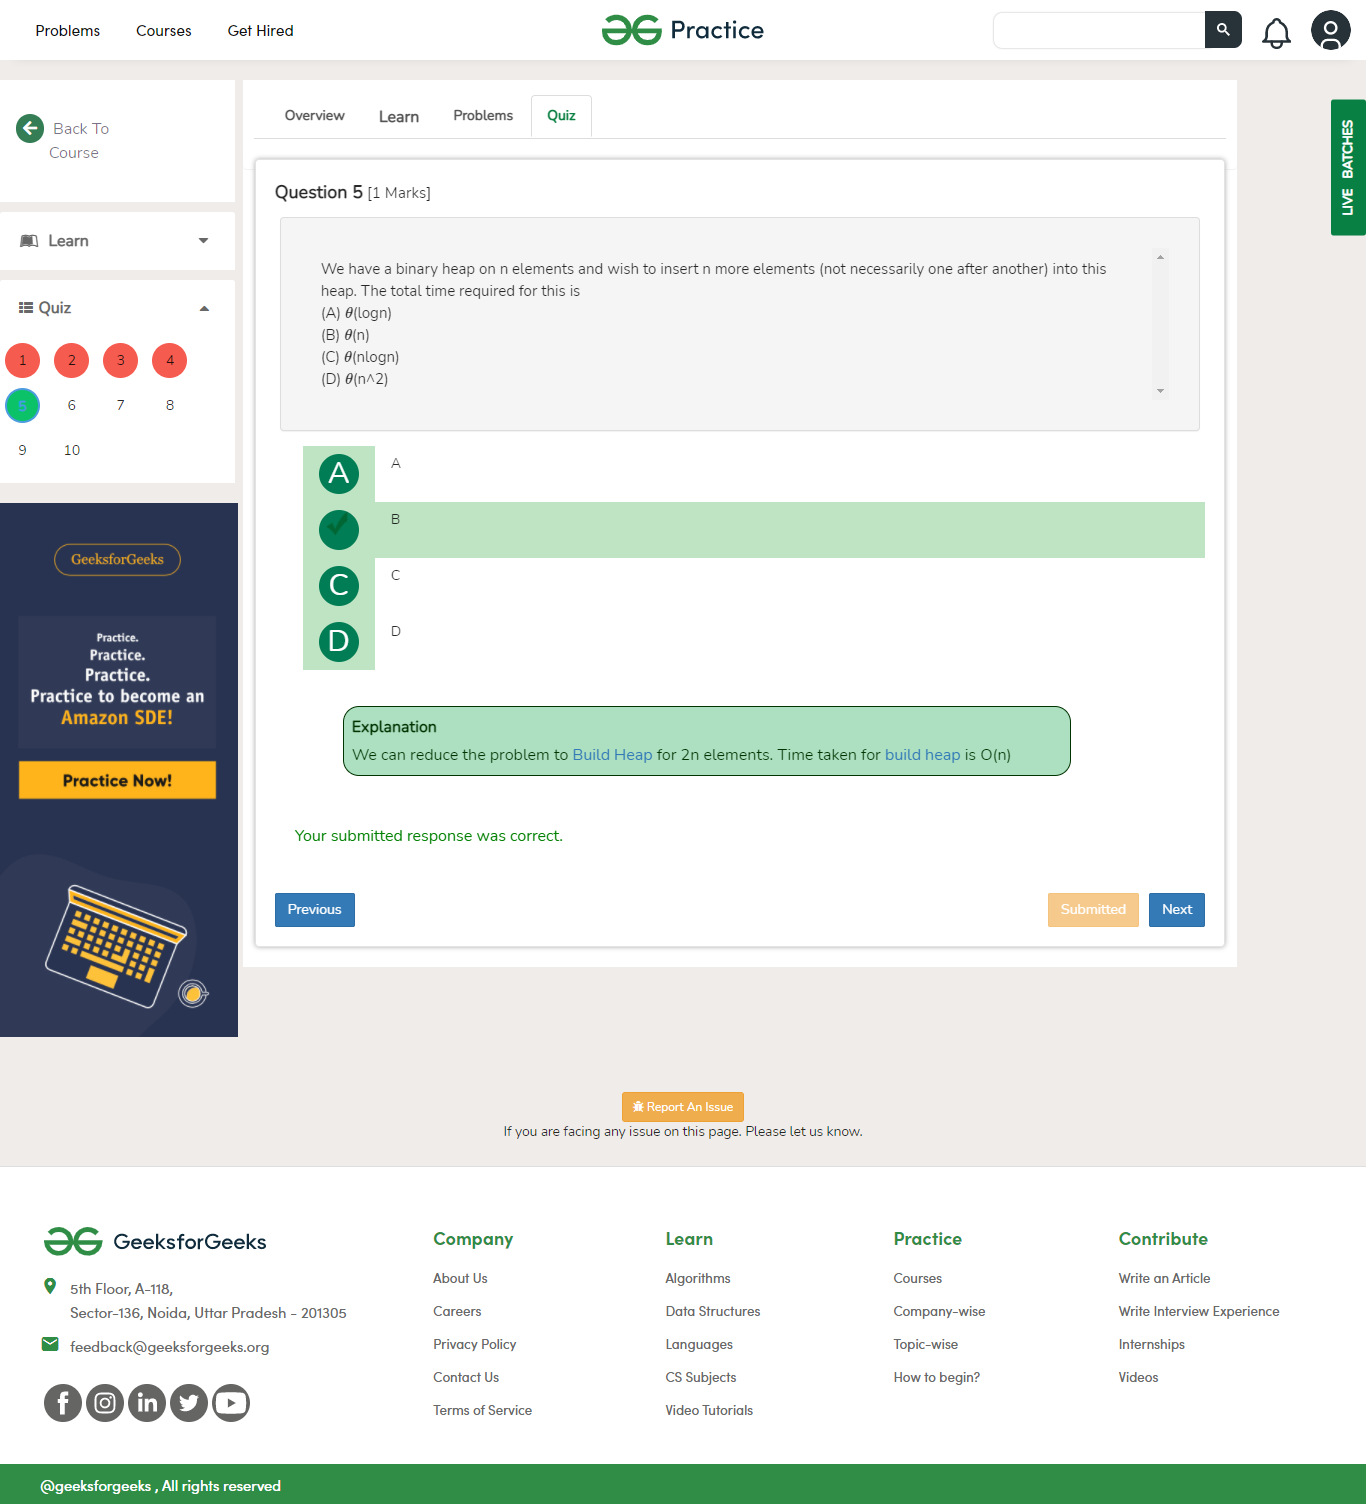 Problems
Courses
Get Hired
Practice
Back To
Course
Learn
Quiz
1 2 3 4
5 6 7 8
9 10
GeeksforGeeks
Practice.
Practice.
Practice.
Practice to become an
Amazon SDE!
Practice Now!
Overview
Learn
Problems
Quiz
LIVE BATCHES
Question 5 [1 Marks]
We have a binary heap on n elements and wish to insert n more elements (not necessarily one after another) into this
heap. The total time required for this is
(A) θ(logn)
(B) θ(n)
(C) θ(nlogn)
(D) θ(n^2)
A A
B
C C
D D
Explanation
We can reduce the problem to Build Heap for 2n elements. Time taken for build heap is O(n)
Your submitted response was correct.
Previous
Submitted
Next
Report An Issue
If you are facing any issue on this page. Please let us know.
GeeksforGeeks
5th Floor, A-118,
Sector-136, Noida, Uttar Pradesh - 201305
feedback@geeksforgeeks.org
Company
About Us
Careers
Privacy Policy
Contact Us
Terms of Service
Learn
Algorithms
Data Structures
Languages
CS Subjects
Video Tutorials
Practice
Courses
Company-wise
Topic-wise
How to begin?
Contribute
Write an Article
Write Interview Experience
Internships
Videos
@geeksforgeeks , All rights reserved